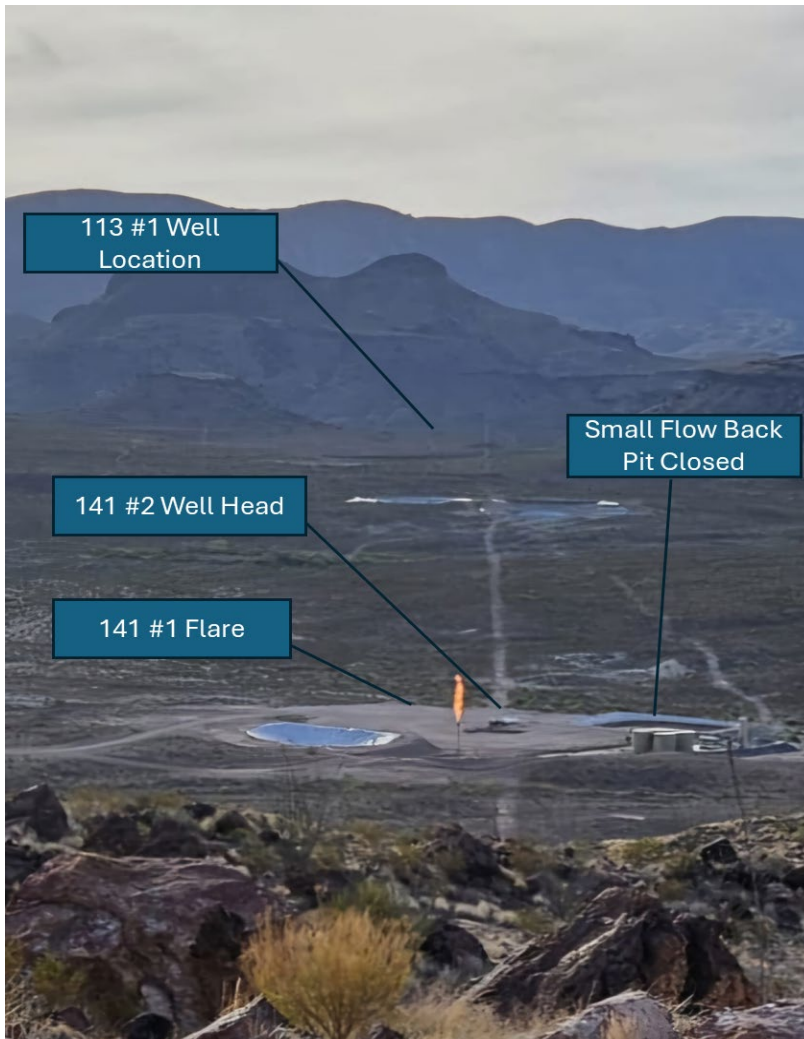 113 #1 Well
Location
Small Flow Back
Pit Closed
141 #2 Well Head
141 #1 Flare